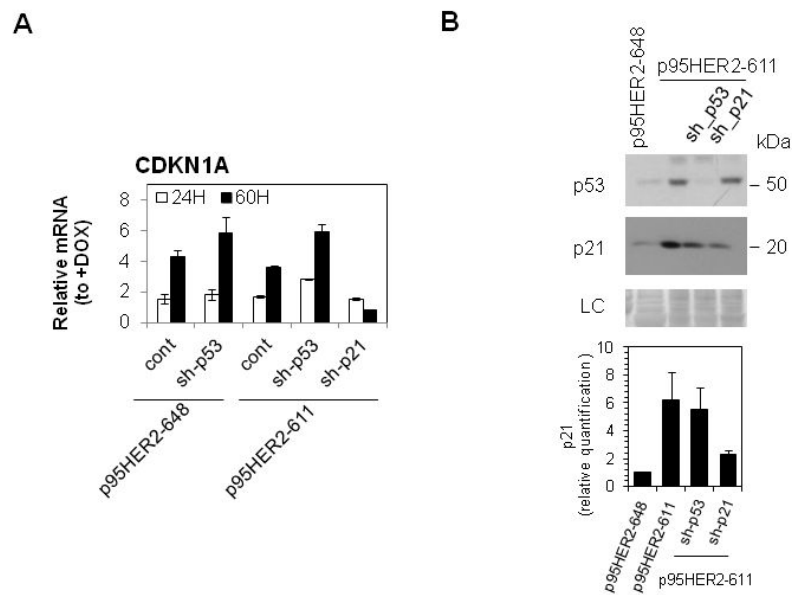 A
CDKN1A
24H 60H
Relative mRNA
(to +DOX)
8
6
4
2
0
cont
sh-p53
cont
sh-p53
sh-p21
p95HER2-648
p95HER2-611
B
p95HER2-648
p95HER2-611
sh_p53
sh_p21
kDa
p53
– 50
p21
– 20
LC
p21
(relative quantification)
10
8
6
4
2
0
p95HER2-648
p95HER2-611
sh-p53
sh-p21
p95HER2-611